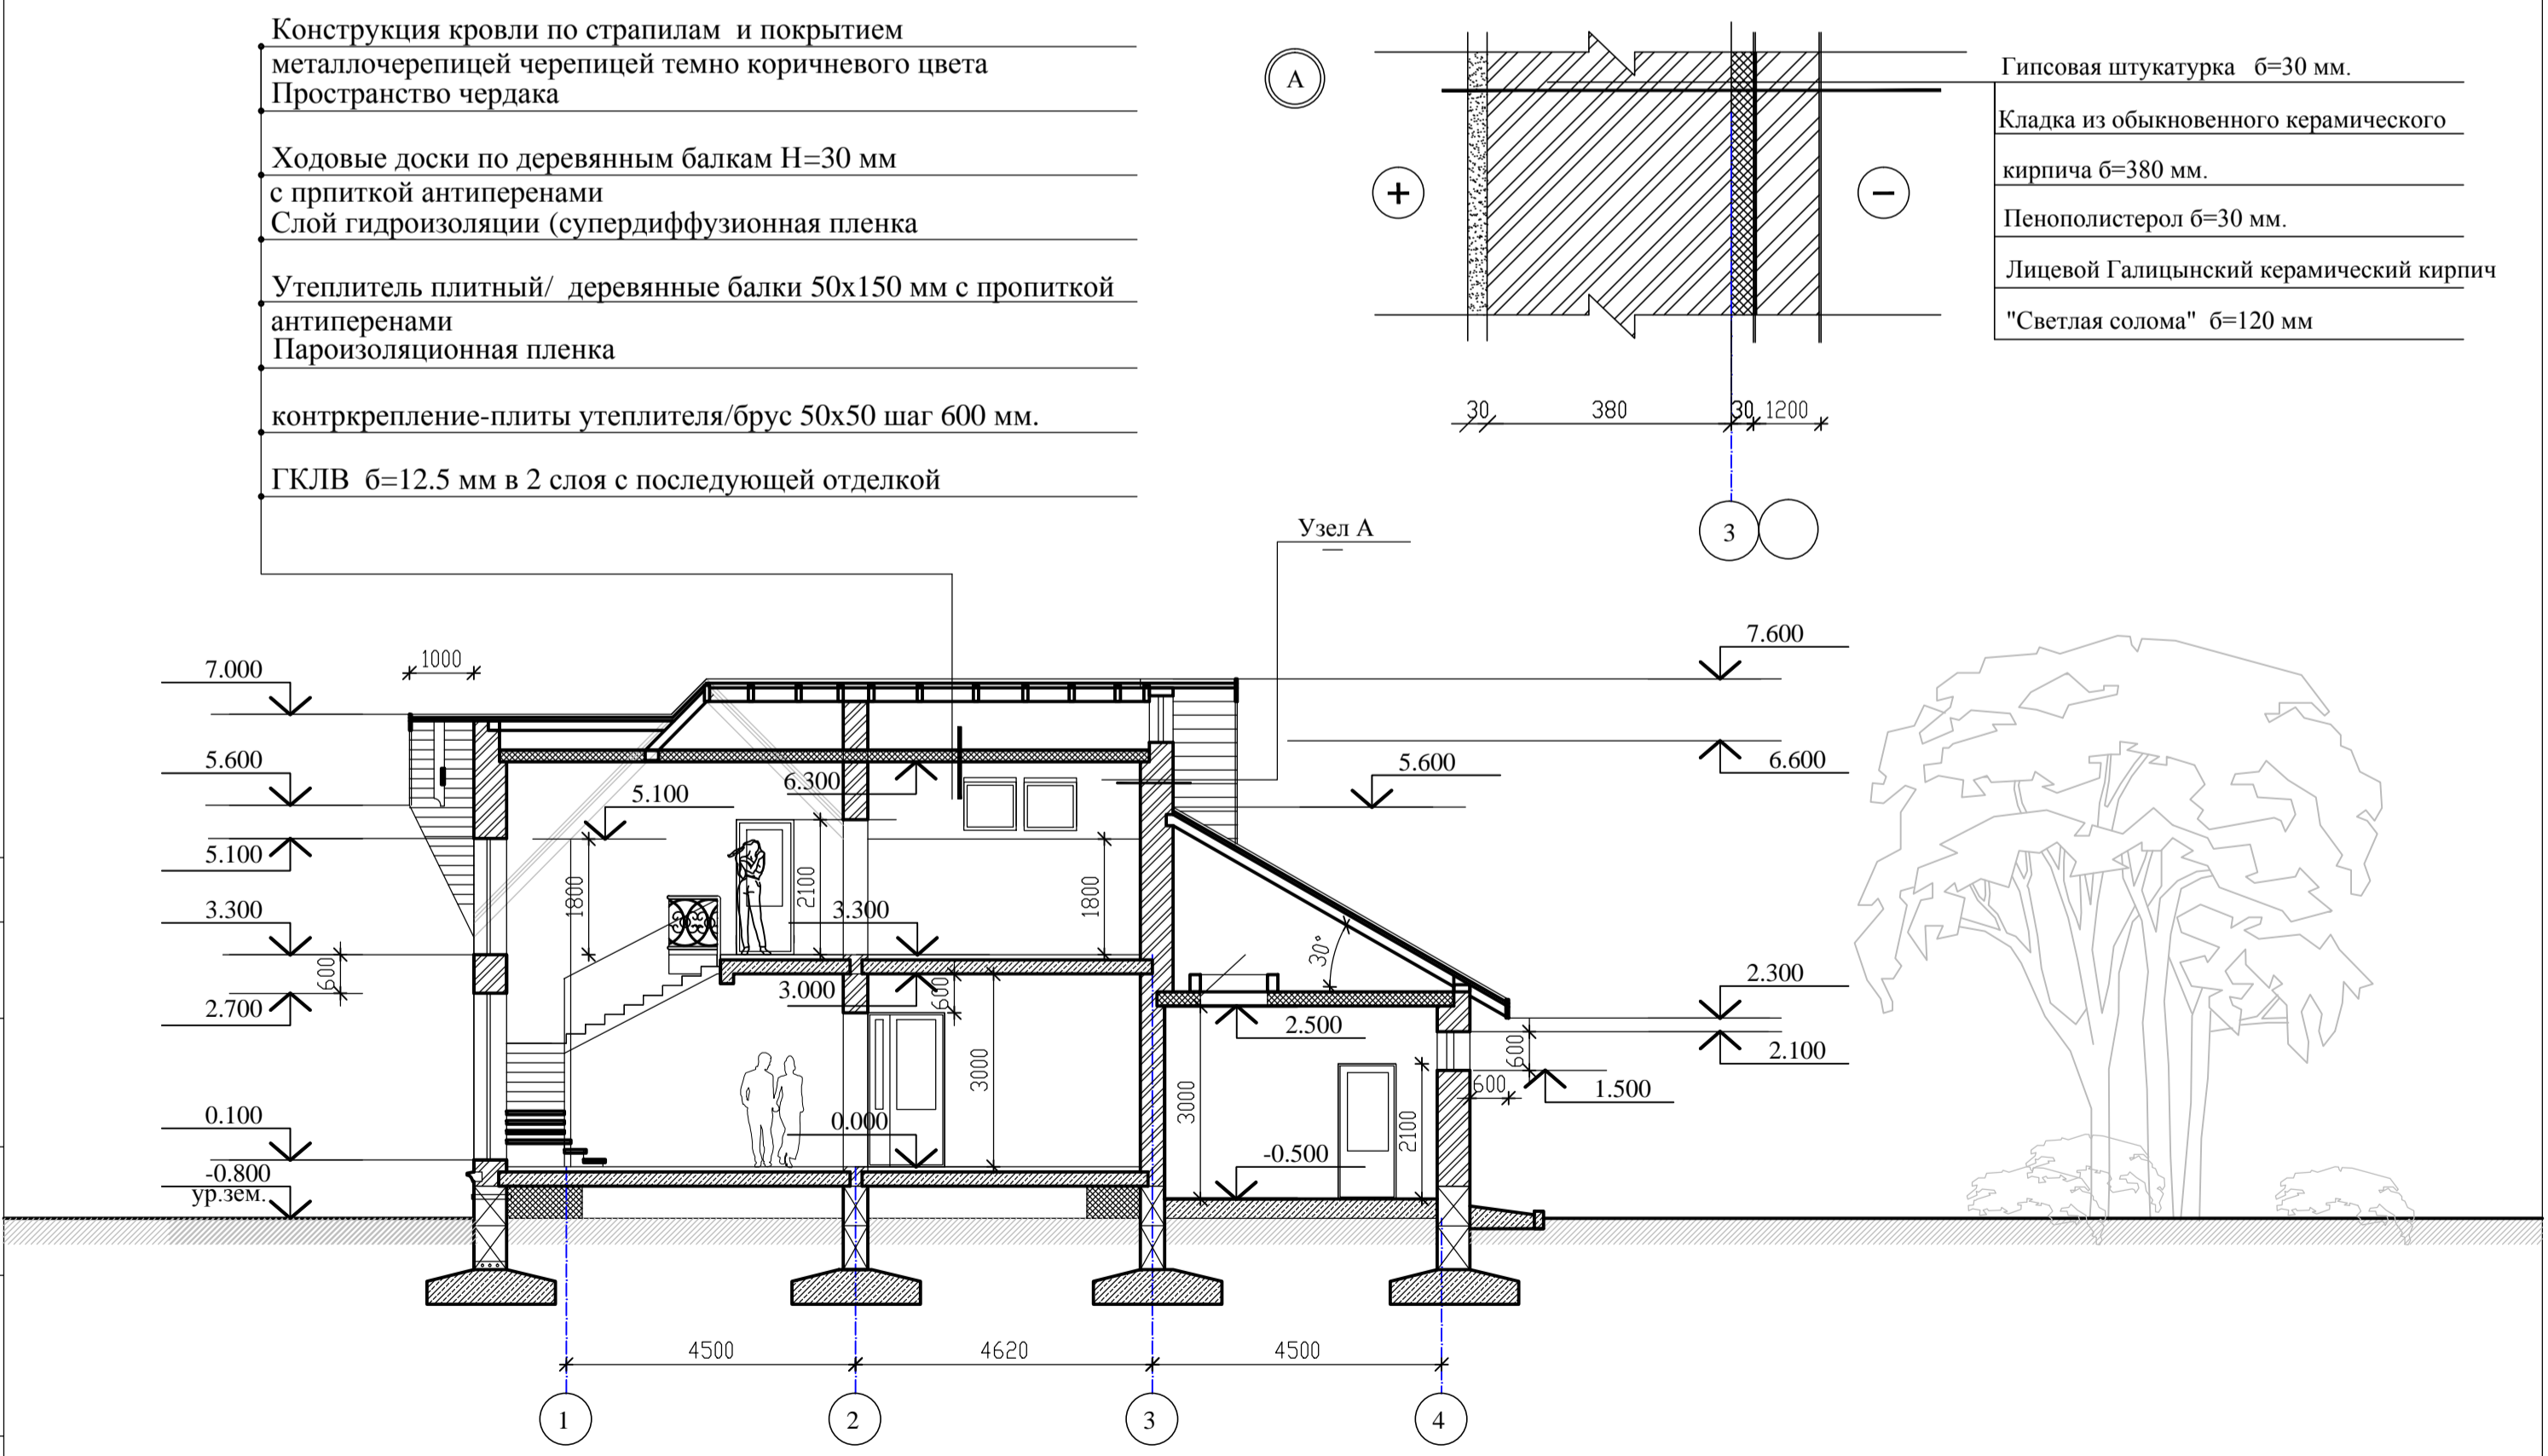 Конструкция кровли по страпилам и покрытием
металлочерепицей черепицей темно коричневого цвета
Пространство чердака
Ходовые доски по деревянным балкам Н=30 мм
с прпиткой антиперенами
Слой гидроизоляции (супердиффузионная пленка
Утеплитель плитный/ деревянные балки 50х150 мм с пропиткой
антиперенами
Пароизоляционная пленка
контркрепление-плиты утеплителя/брус 50х50 шаг 600 мм.
ГКЛВ б=12.5 мм в 2 слоя с последующей отделкой
А
+
−
Гипсовая штукатурка б=30 мм.
Кладка из обыкновенного керамического
кирпича б=380 мм.
Пенополистерол б=30 мм.
Лицевой Галицынский керамический кирпич
"Светлая солома" б=120 мм
30 380 30 1200
3
Узел А
7.000
1000
5.600
5.100
3.300
600
2.700
0.100
-0.800
ур.зем.
5.100
6.300
1800
2100
3.300
1800
3.000
600
3000
0.000
7.600
6.600
5.600
30°
2.300
2.500
2.100
600
600
1.500
3000
2100
-0.500
4500 4620 4500
1 2 3 4